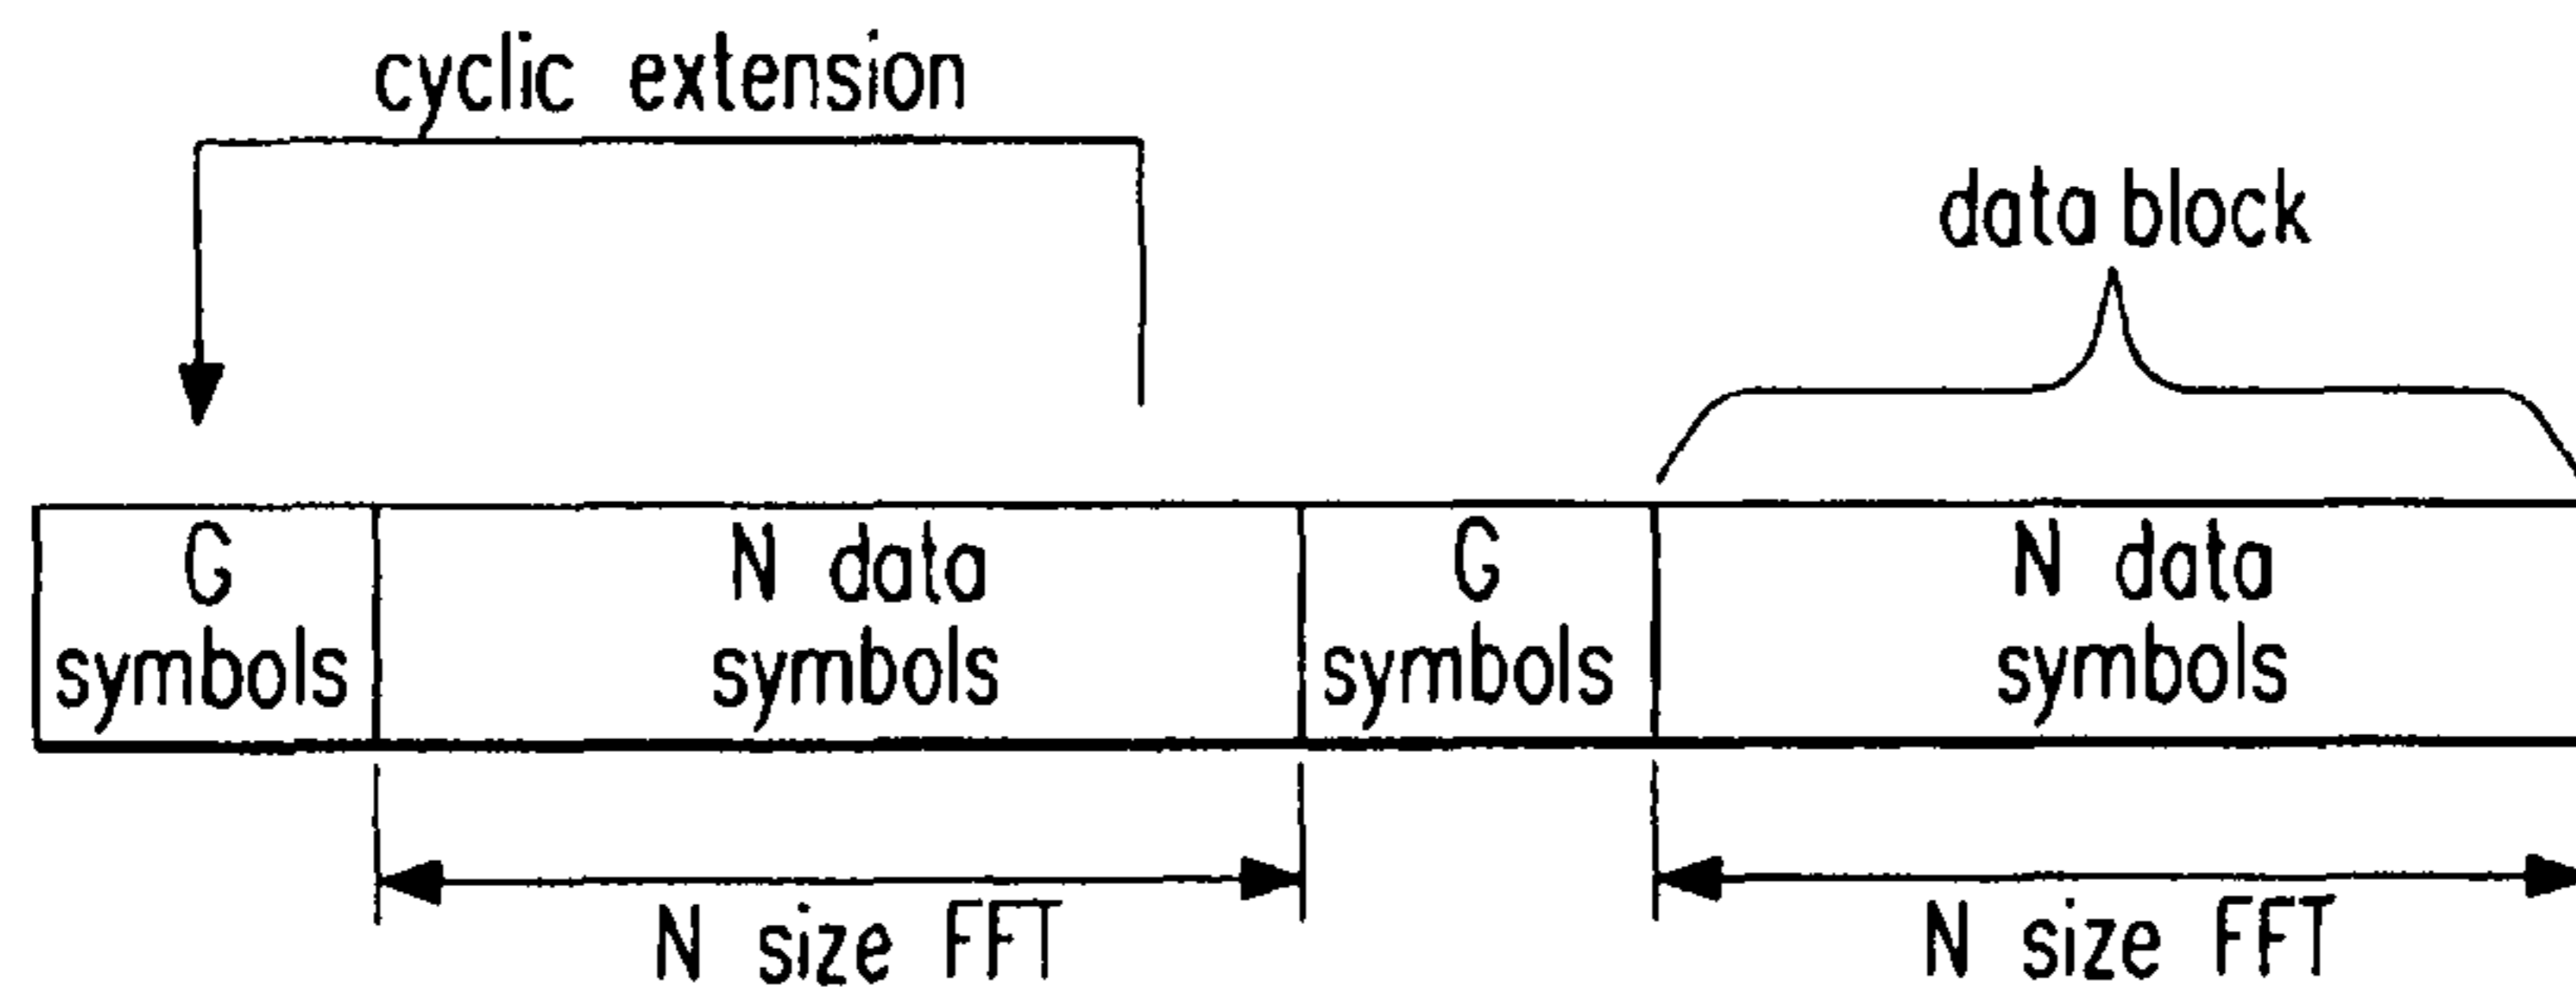 cyclic extension
data block
G
symbols
N data
symbols
G
symbols
N data
symbols
N size FFT
N size FFT